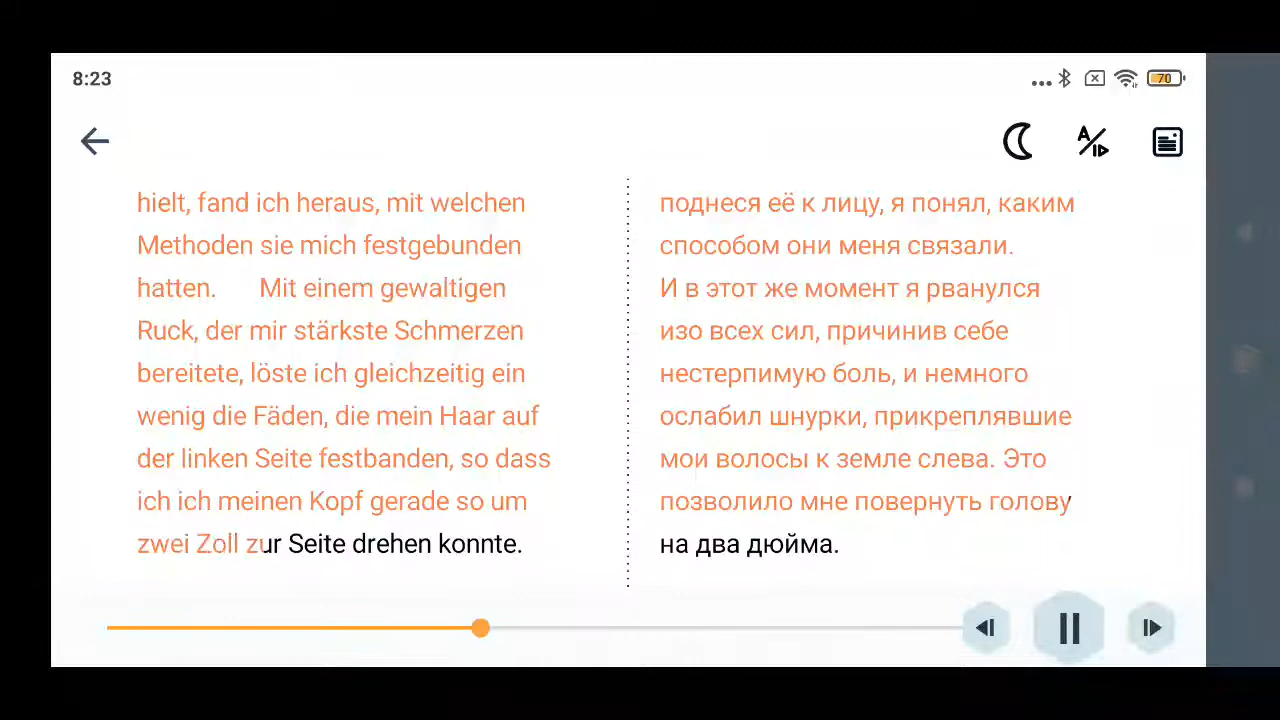 8:23
70
hielt, fand ich heraus, mit welchen
Methoden sie mich festgebunden
hatten. Mit einem gewaltigen
Ruck, der mir stärkste Schmerzen
bereitete, löste ich gleichzeitig ein
wenig die Fäden, die mein Haar auf
der linken Seite festbanden, so dass
ich ich meinen Kopf gerade so um
zwei Zoll zur Seite drehen konnte.
поднеся её к лицу, я понял, каким
способом они меня связали.
И в этот же момент я рванулся
изо всех сил, причинив себе
нестерпимую боль, и немного
ослабил шнурки, прикреплявшие
мои волосы к земле слева. Это
позволило мне повернуть голову
на два дюйма.